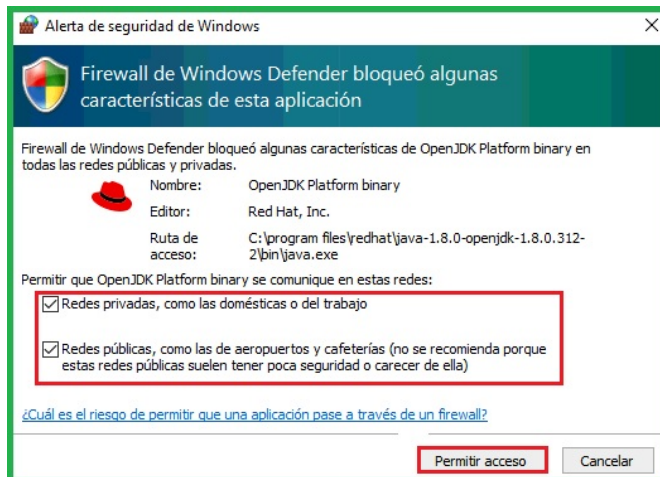 Alerta de seguridad de Windows
Firewall de Windows Defender bloqueó algunas
características de esta aplicación
Firewall de Windows Defender bloqueó algunas características de OpenJDK Platform binary en
todas las redes públicas y privadas.
Nombre: OpenJDK Platform binary
Editor: Red Hat, Inc.
Ruta de C:\program files\redhat\java-1.8.0-openjdk-1.8.0.312-
acceso: 2\bin\java.exe
Permitir que OpenJDK Platform binary se comunique en estas redes:
Redes privadas, como las domésticas o del trabajo
Redes públicas, como las de aeropuertos y cafeterías (no se recomienda porque
estas redes públicas suelen tener poca seguridad o carecer de ella)
¿Cuál es el riesgo de permitir que una aplicación pase a través de un firewall?
Permitir acceso Cancelar